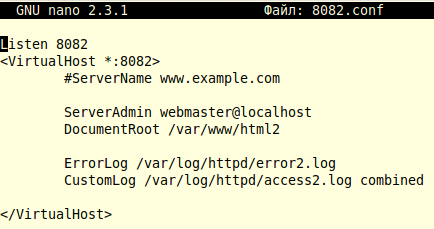 GNU nano 2.3.1 Файл: 8082.conf
Listen 8082
<VirtualHost *:8082>
#ServerName www.example.com
ServerAdmin webmaster@localhost
DocumentRoot /var/www/html2
ErrorLog /var/log/httpd/error2.log
CustomLog /var/log/httpd/access2.log combined
</VirtualHost>